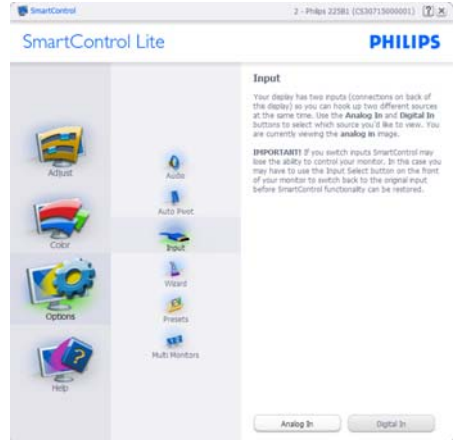 SmartControl
2 - Philips 225B1 (CS30715000001)
SmartControl Lite
PHILIPS
Adjust
Color
Options
Help
Audio
Auto Pivot
Input
Wizard
Presets
Multi Monitors
Input
Your display has two inputs (connections on back of
the display) so you can hook up two different sources
at the same time. Use the Analog In and Digital In
buttons to select which source you'd like to view. You
are currently viewing the analog in image.
IMPORTANT! If you switch inputs SmartControl may
lose the ability to control your monitor. In this case you
may have to use the Input Select button on the front
of your monitor to switch back to the original input
before SmartControl functionality can be restored.
Analog In
Digital In